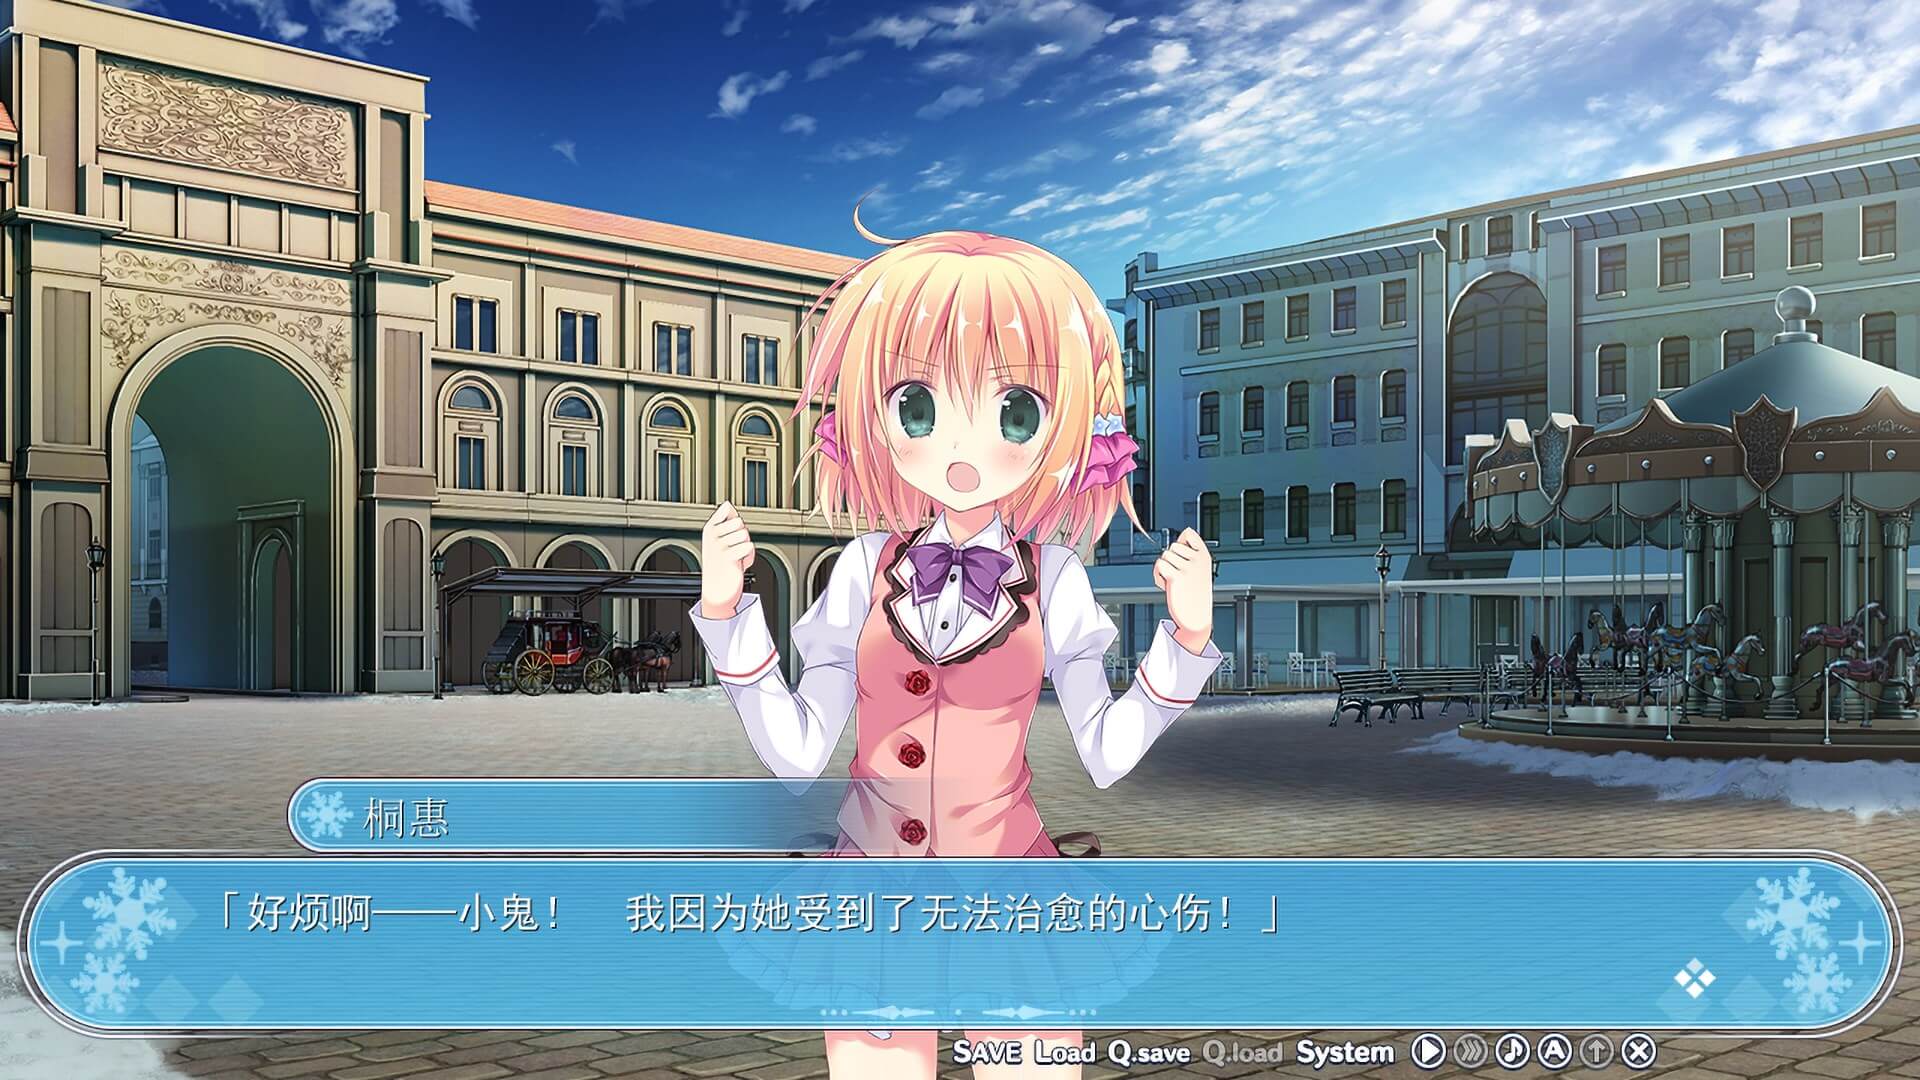 桐惠
「好烦啊——小鬼！　我因为她受到了无法治愈的心伤！」
SAVE Load Q.save Q.load System